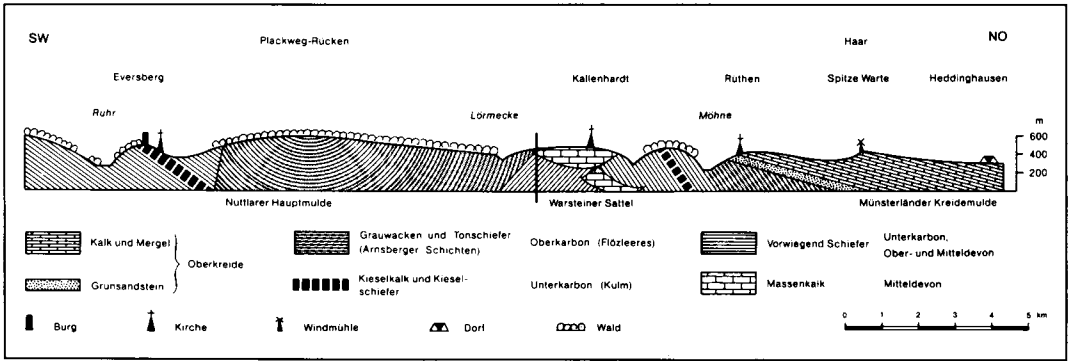 SW
NO
Plackweg-Rücken
Haar
Eversberg
Kallenhardt
Ruthen
Spitze Warte
Heddinghausen
Ruhr
Lörmecke
Möhne
m
600
400
200
Nuttlarer Hauptmulde
Warsteiner Sattel
Münsterländer Kreidemulde
Kalk und Mergel
Grünsandstein
Oberkreide
Grauwacken und Tonschiefer
(Arnsberger Schichten)
Oberkarbon (Flözleeres)
Kieselkalk und Kiesel-
schiefer
Unterkarbon (Kulm)
Vorwiegend Schiefer
Unterkarbon,
Ober- und Mitteldevon
Massenkalk
Mitteldevon
Burg
Kirche
Windmühle
Dorf
Wald
0 1 2 3 4 5 km